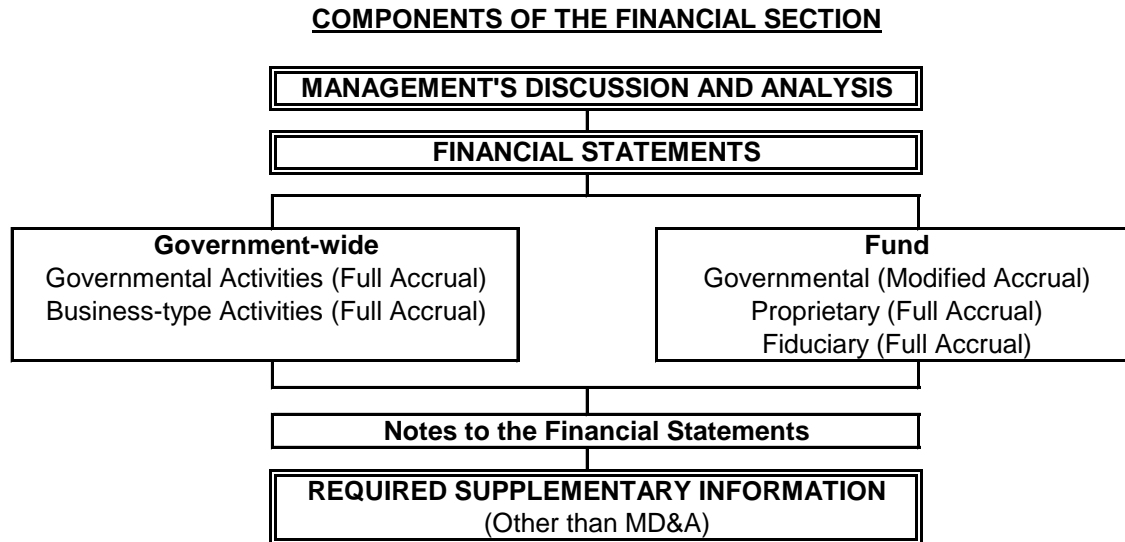 COMPONENTS OF THE FINANCIAL SECTION
MANAGEMENT'S DISCUSSION AND ANALYSIS
FINANCIAL STATEMENTS
Government-wide
Governmental Activities (Full Accrual)
Business-type Activities (Full Accrual)
Fund
Governmental (Modified Accrual)
Proprietary (Full Accrual)
Fiduciary (Full Accrual)
Notes to the Financial Statements
REQUIRED SUPPLEMENTARY INFORMATION
(Other than MD&A)